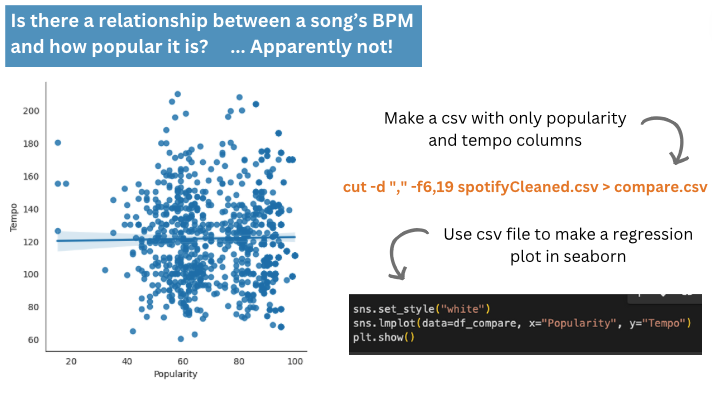 Is there a relationship between a song's BPM
and how popular it is? ... Apparently not!
200
180
160
140
120
100
80
60
Tempo
20
40
60
80
100
Popularity
Make a csv with only popularity
and tempo columns
cut -d "," -f6,19 spotifyCleaned.csv > compare.csv
Use csv file to make a regression
plot in seaborn
sns.set_style("white")
sns.lmplot(data=df_compare, x="Popularity", y="Tempo")
plt.show()